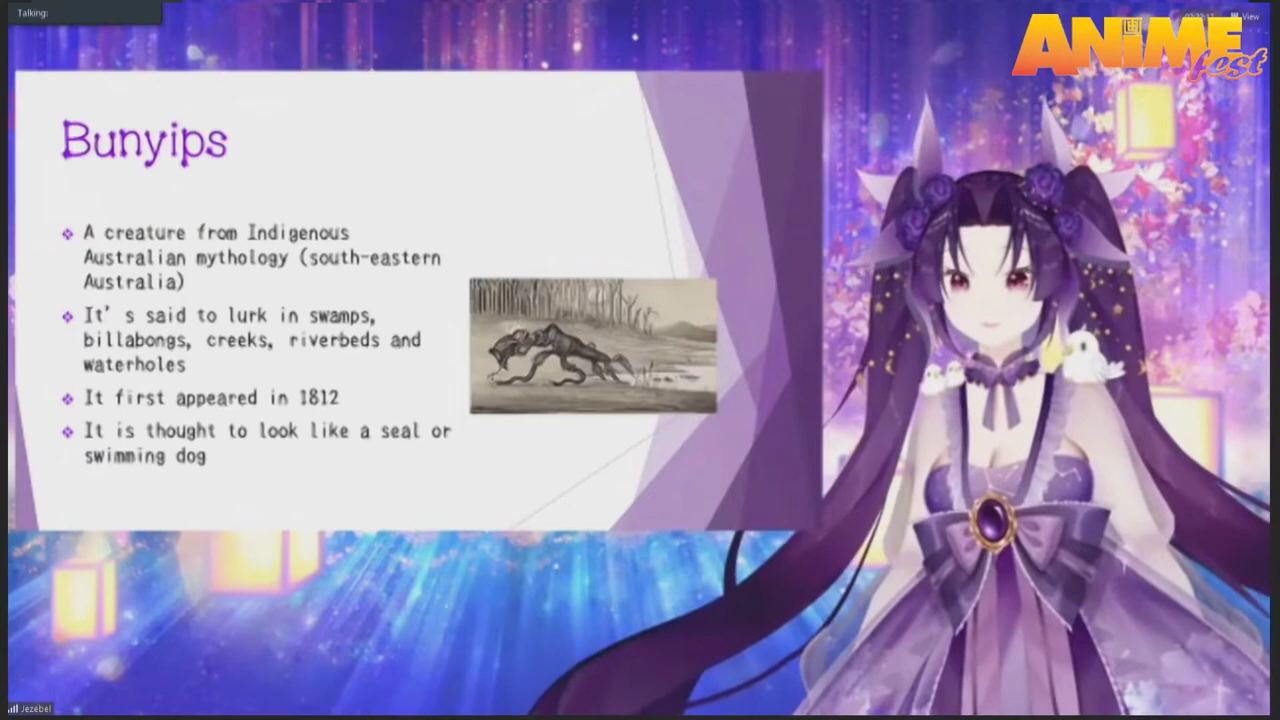 Talking:
View
ANiME
fest
Bunyips
A creature from Indigenous
Australian mythology (south-eastern
Australia)
It's said to lurk in swamps,
billabongs, creeks, riverbeds and
waterholes
It first appeared in 1812
It is thought to look like a seal or
swimming dog
Jezebel